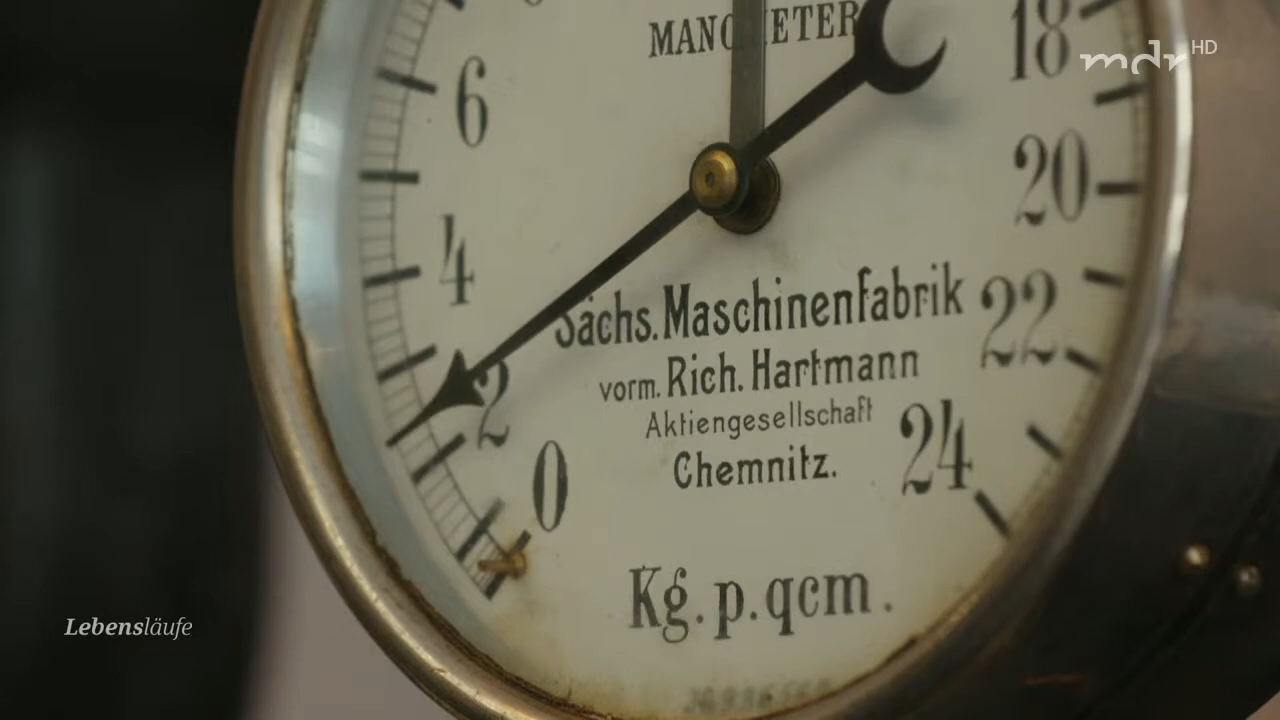 MANOMETER
18
mdr HD
6
20
4
Sächs. Maschinenfabrik
22
vorm. Rich. Hartmann
2
Aktiengesellschaft
24
0
Chemnitz.
Kg. p. qcm.
Lebensläufe